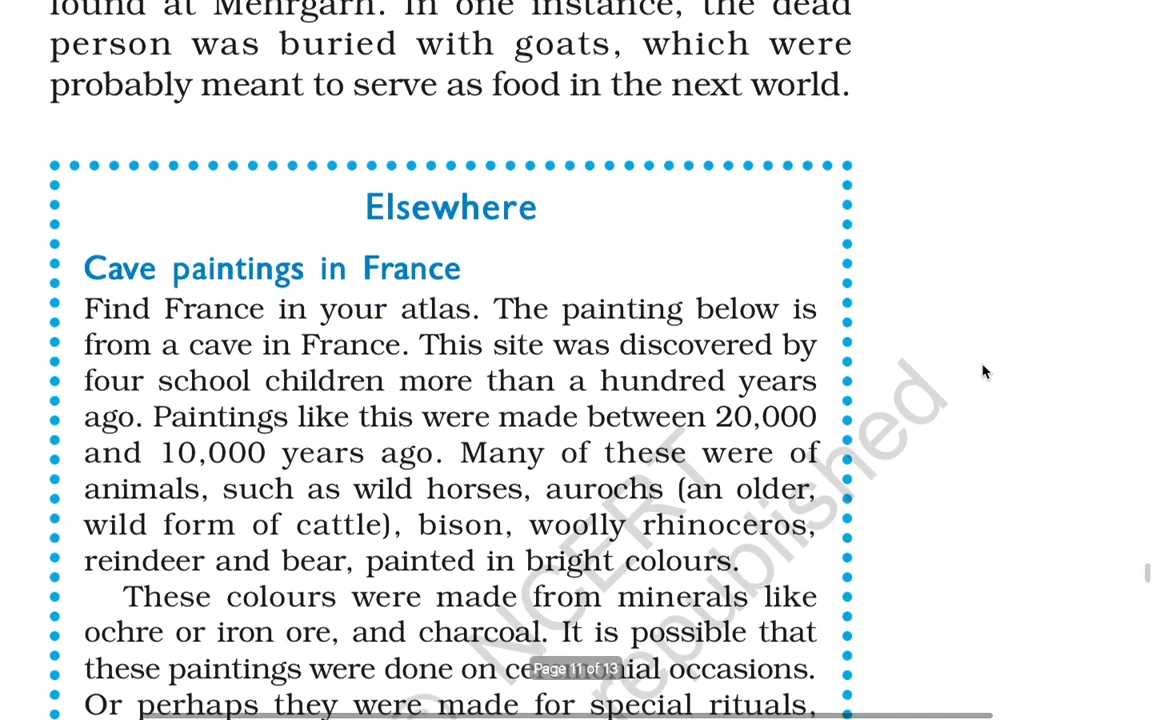 found at Mehrgarh. In one instance, the dead
person was buried with goats, which were
probably meant to serve as food in the next world.
Elsewhere
Cave paintings in France
Find France in your atlas. The painting below is
from a cave in France. This site was discovered by
four school children more than a hundred years
ago. Paintings like this were made between 20,000
and 10,000 years ago. Many of these were of
animals, such as wild horses, aurochs (an older,
wild form of cattle), bison, woolly rhinoceros,
reindeer and bear, painted in bright colours.
These colours were made from minerals like
ochre or iron ore, and charcoal. It is possible that
these paintings were done on occasions.
Page 11 of 13
Or perhaps they were made for special rituals,
NCERT
republished